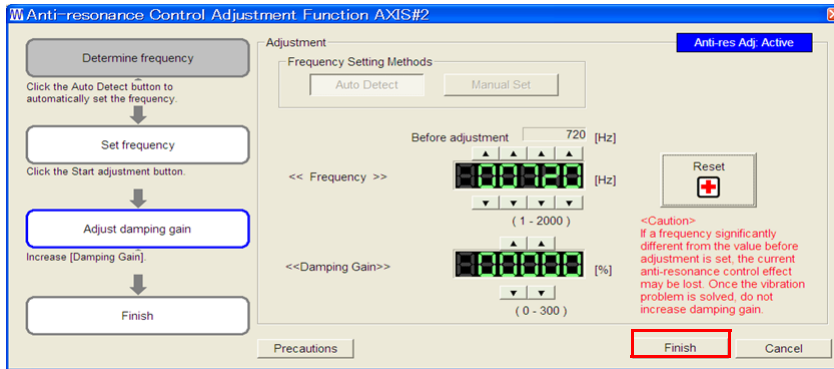 Anti-resonance Control Adjustment Function AXIS#2
Determine frequency
Click the Auto Detect button to
automatically set the frequency.
Set frequency
Click the Start adjustment button.
Adjust damping gain
Increase [Damping Gain].
Finish
Adjustment
Anti-res Adj: Active
Frequency Setting Methods
Auto Detect
Manual Set
Before adjustment 720 [Hz]
<< Frequency >> 00720 [Hz]
( 1 - 2000 )
<<Damping Gain>> 00000 [%]
( 0 - 300 )
Reset
<Caution>
If a frequency significantly
different from the value before
adjustment is set, the current
anti-resonance control effect
may be lost. Once the vibration
problem is solved, do not
increase damping gain.
Precautions
Finish
Cancel